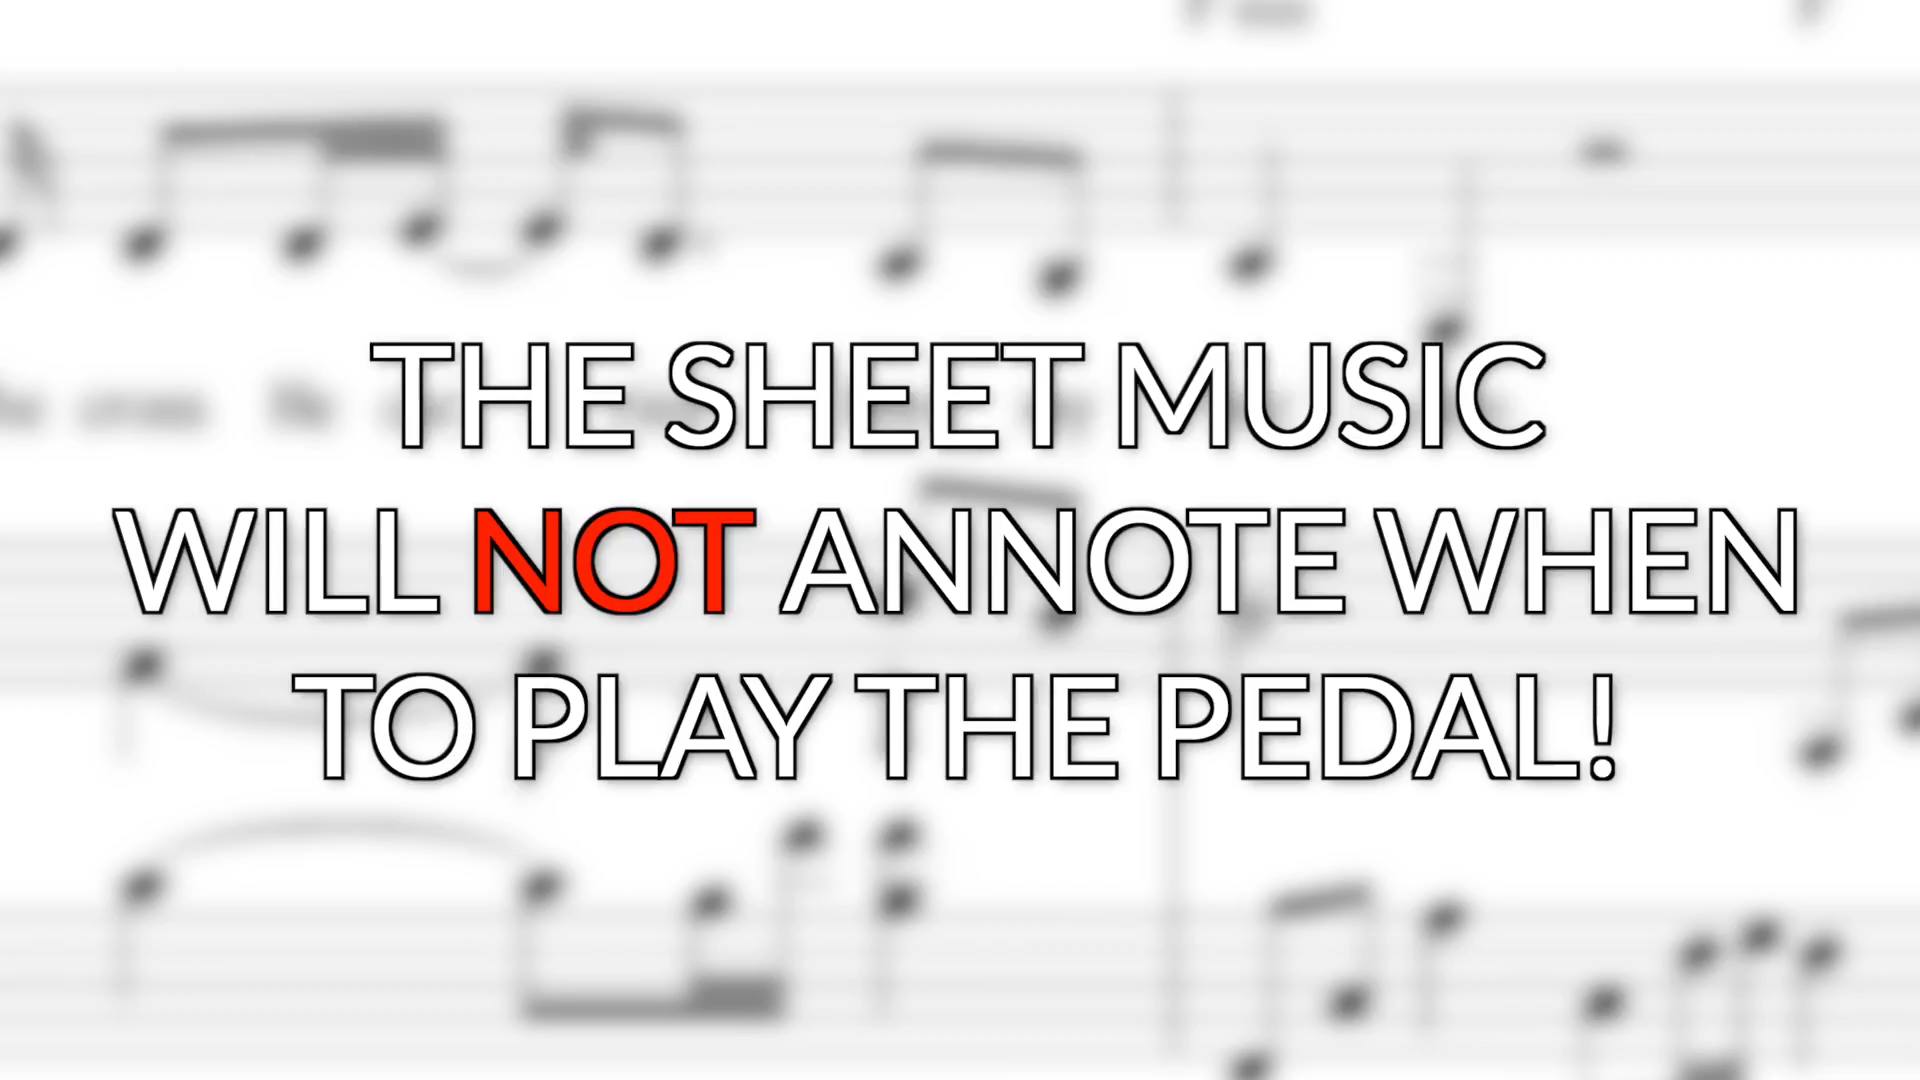 THE SHEET MUSIC
WILL NOT ANNOTE WHEN
TO PLAY THE PEDAL!